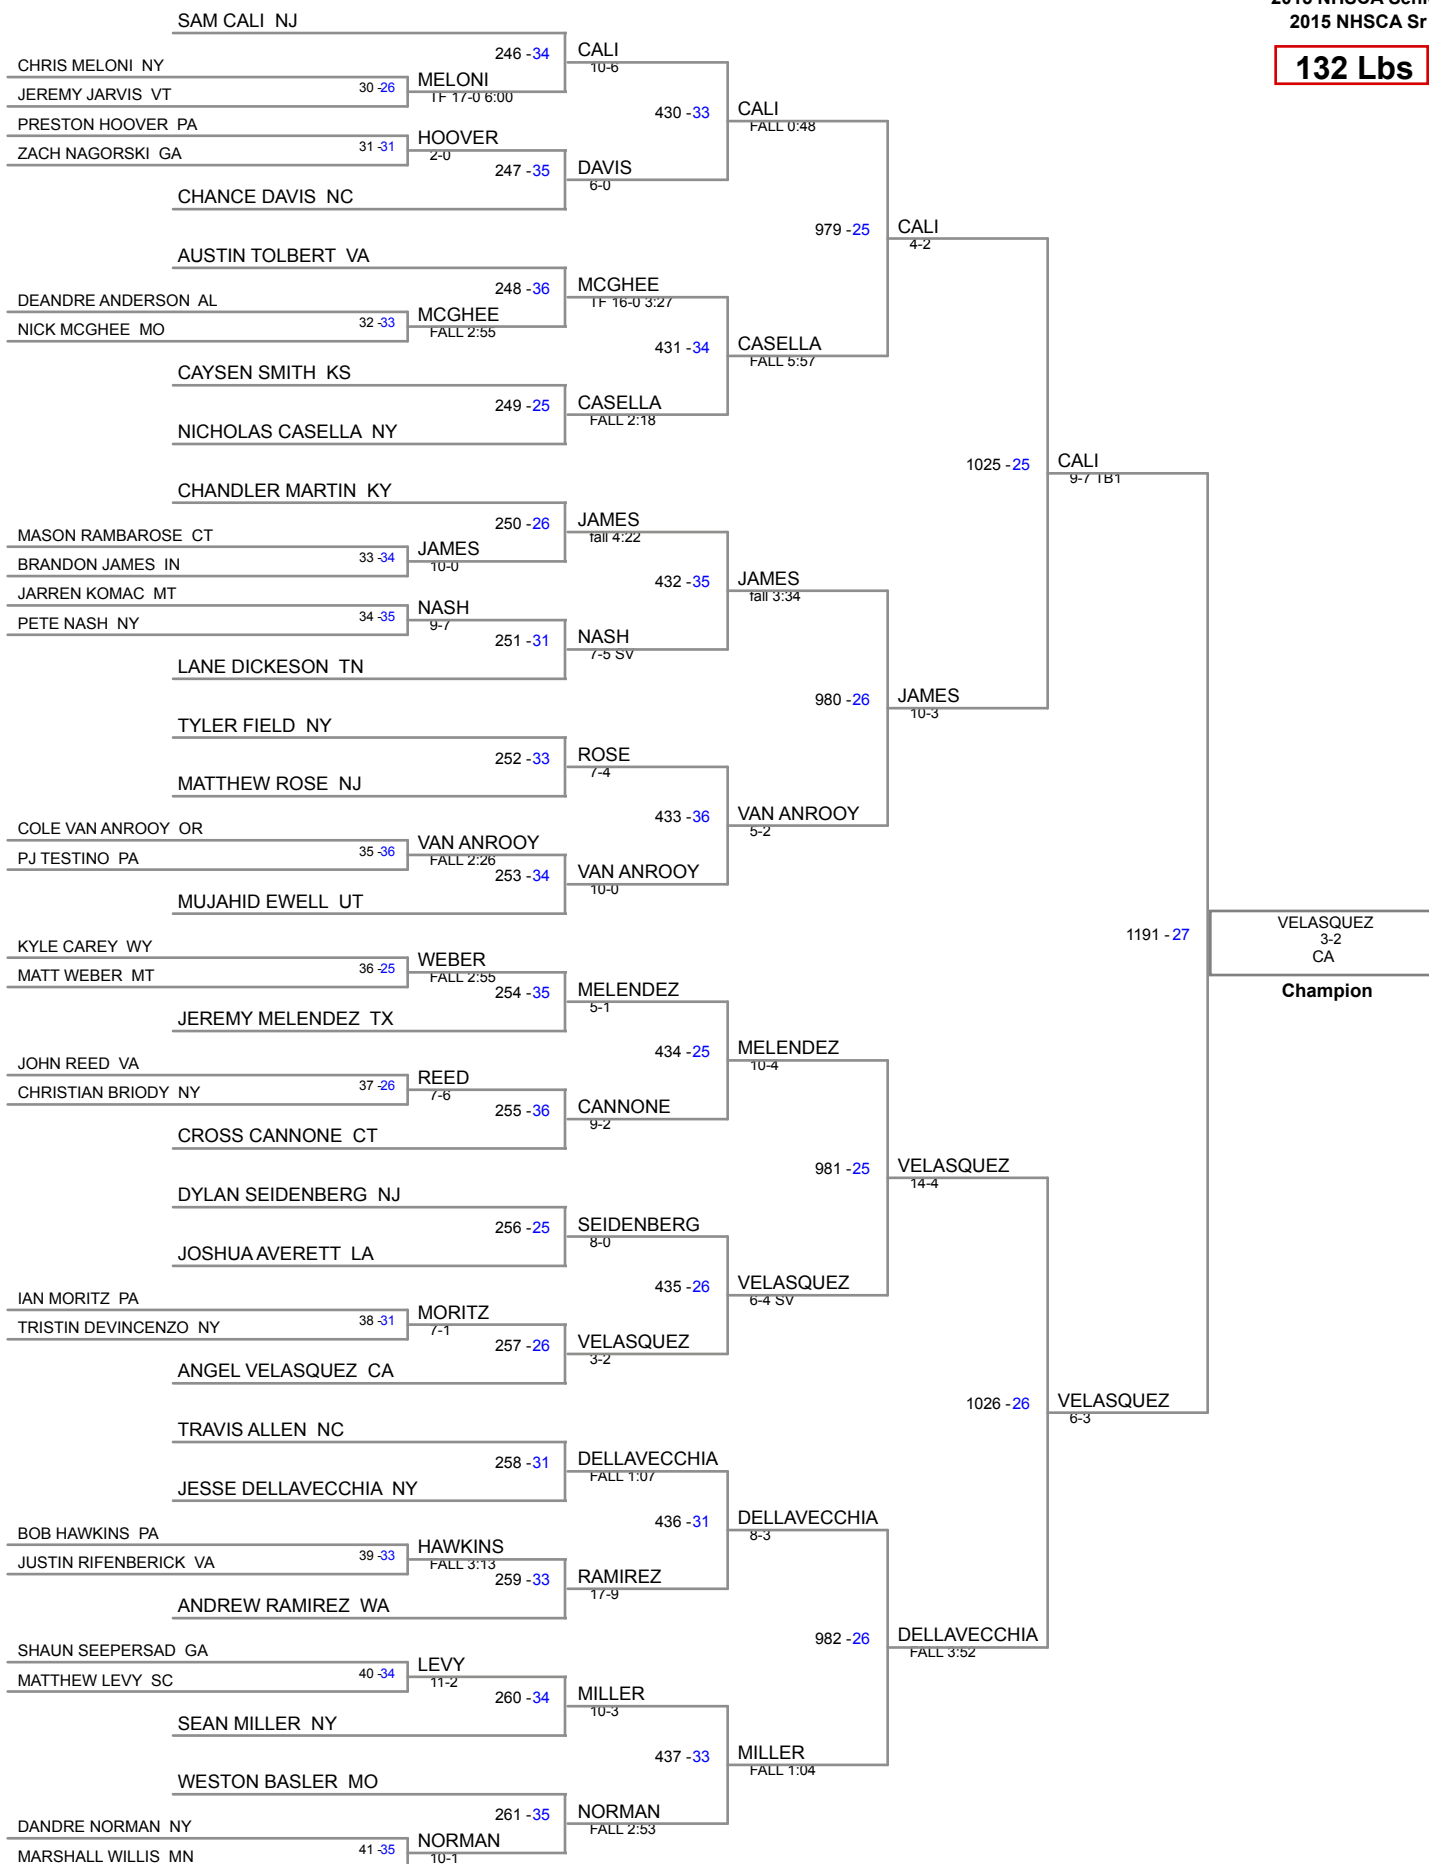 2015 NHSCA Sr
132 Lbs
SAM CALI NJ
246 -34 CALI
10-6
CHRIS MELONI NY
30 -26 MELONI
TF 17-0 6:00
JEREMY JARVIS VT
430 -33 CALI
FALL 0:48
PRESTON HOOVER PA
31 -31 HOOVER
2-0
ZACH NAGORSKI GA
247 -35 DAVIS
6-0
CHANCE DAVIS NC
979 -25 CALI
4-2
AUSTIN TOLBERT VA
248 -36 MCGHEE
TF 16-0 3:27
DEANDRE ANDERSON AL
32 -33 MCGHEE
FALL 2:55
NICK MCGHEE MO
431 -34 CASELLA
FALL 5:57
CAYSEN SMITH KS
249 -25 CASELLA
FALL 2:18
NICHOLAS CASELLA NY
1025 -25 CALI
9-7 TB1
CHANDLER MARTIN KY
250 -26 JAMES
fall 4:22
MASON RAMBAROSE CT
33 -34 JAMES
10-0
BRANDON JAMES IN
432 -35 JAMES
fall 3:34
JARREN KOMAC MT
34 -35 NASH
9-7
PETE NASH NY
251 -31 NASH
7-5 SV
LANE DICKESON TN
980 -26 JAMES
10-3
TYLER FIELD NY
252 -33 ROSE
7-4
MATTHEW ROSE NJ
433 -36 VAN ANROOY
5-2
COLE VAN ANROOY OR
35 -36 VAN ANROOY
FALL 2:26
PJ TESTINO PA
253 -34 VAN ANROOY
10-0
MUJAHID EWELL UT
1191 -27 VELASQUEZ
3-2
CA
Champion
KYLE CAREY WY
36 -25 WEBER
FALL 2:55
MATT WEBER MT
254 -35 MELENDEZ
5-1
JEREMY MELENDEZ TX
434 -25 MELENDEZ
10-4
JOHN REED VA
37 -26 REED
7-6
CHRISTIAN BRIODY NY
255 -36 CANNONE
9-2
CROSS CANNONE CT
981 -25 VELASQUEZ
14-4
DYLAN SEIDENBERG NJ
256 -25 SEIDENBERG
8-0
JOSHUA AVERETT LA
435 -26 VELASQUEZ
6-4 SV
IAN MORITZ PA
38 -31 MORITZ
7-1
TRISTIN DEVINCENZO NY
257 -26 VELASQUEZ
3-2
ANGEL VELASQUEZ CA
1026 -26 VELASQUEZ
6-3
TRAVIS ALLEN NC
258 -31 DELLAVECCHIA
FALL 1:07
JESSE DELLAVECCHIA NY
436 -31 DELLAVECCHIA
8-3
BOB HAWKINS PA
39 -33 HAWKINS
FALL 3:13
JUSTIN RIFENBERICK VA
259 -33 RAMIREZ
17-9
ANDREW RAMIREZ WA
982 -26 DELLAVECCHIA
FALL 3:52
SHAUN SEEPERSAD GA
40 -34 LEVY
11-2
MATTHEW LEVY SC
260 -34 MILLER
10-3
SEAN MILLER NY
437 -33 MILLER
FALL 1:04
WESTON BASLER MO
261 -35 NORMAN
FALL 2:53
DANDRE NORMAN NY
41 -35 NORMAN
10-1
MARSHALL WILLIS MN